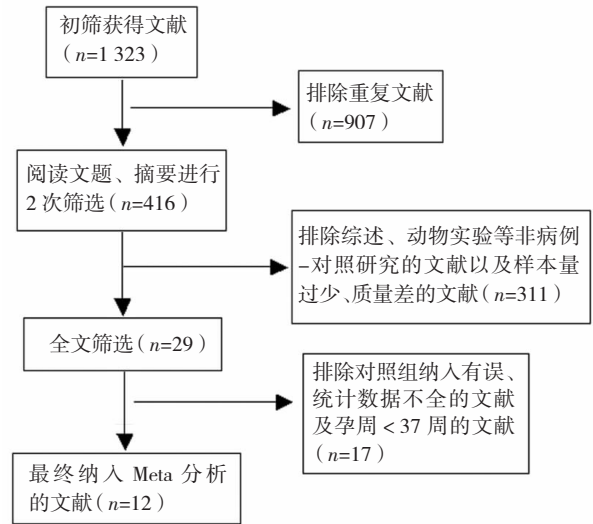 初筛获得文献
（n=1 323）
排除重复文献
（n=907）
阅读文题、摘要进行
2 次筛选（n=416）
排除综述、动物实验等非病例
-对照研究的文献以及样本量
过少、质量差的文献（n=311）
全文筛选（n=29）
排除对照组纳入有误、
统计数据不全的文献
及孕周<37 周的文献
（n=17）
最终纳入 Meta 分析
的文献（n=12）